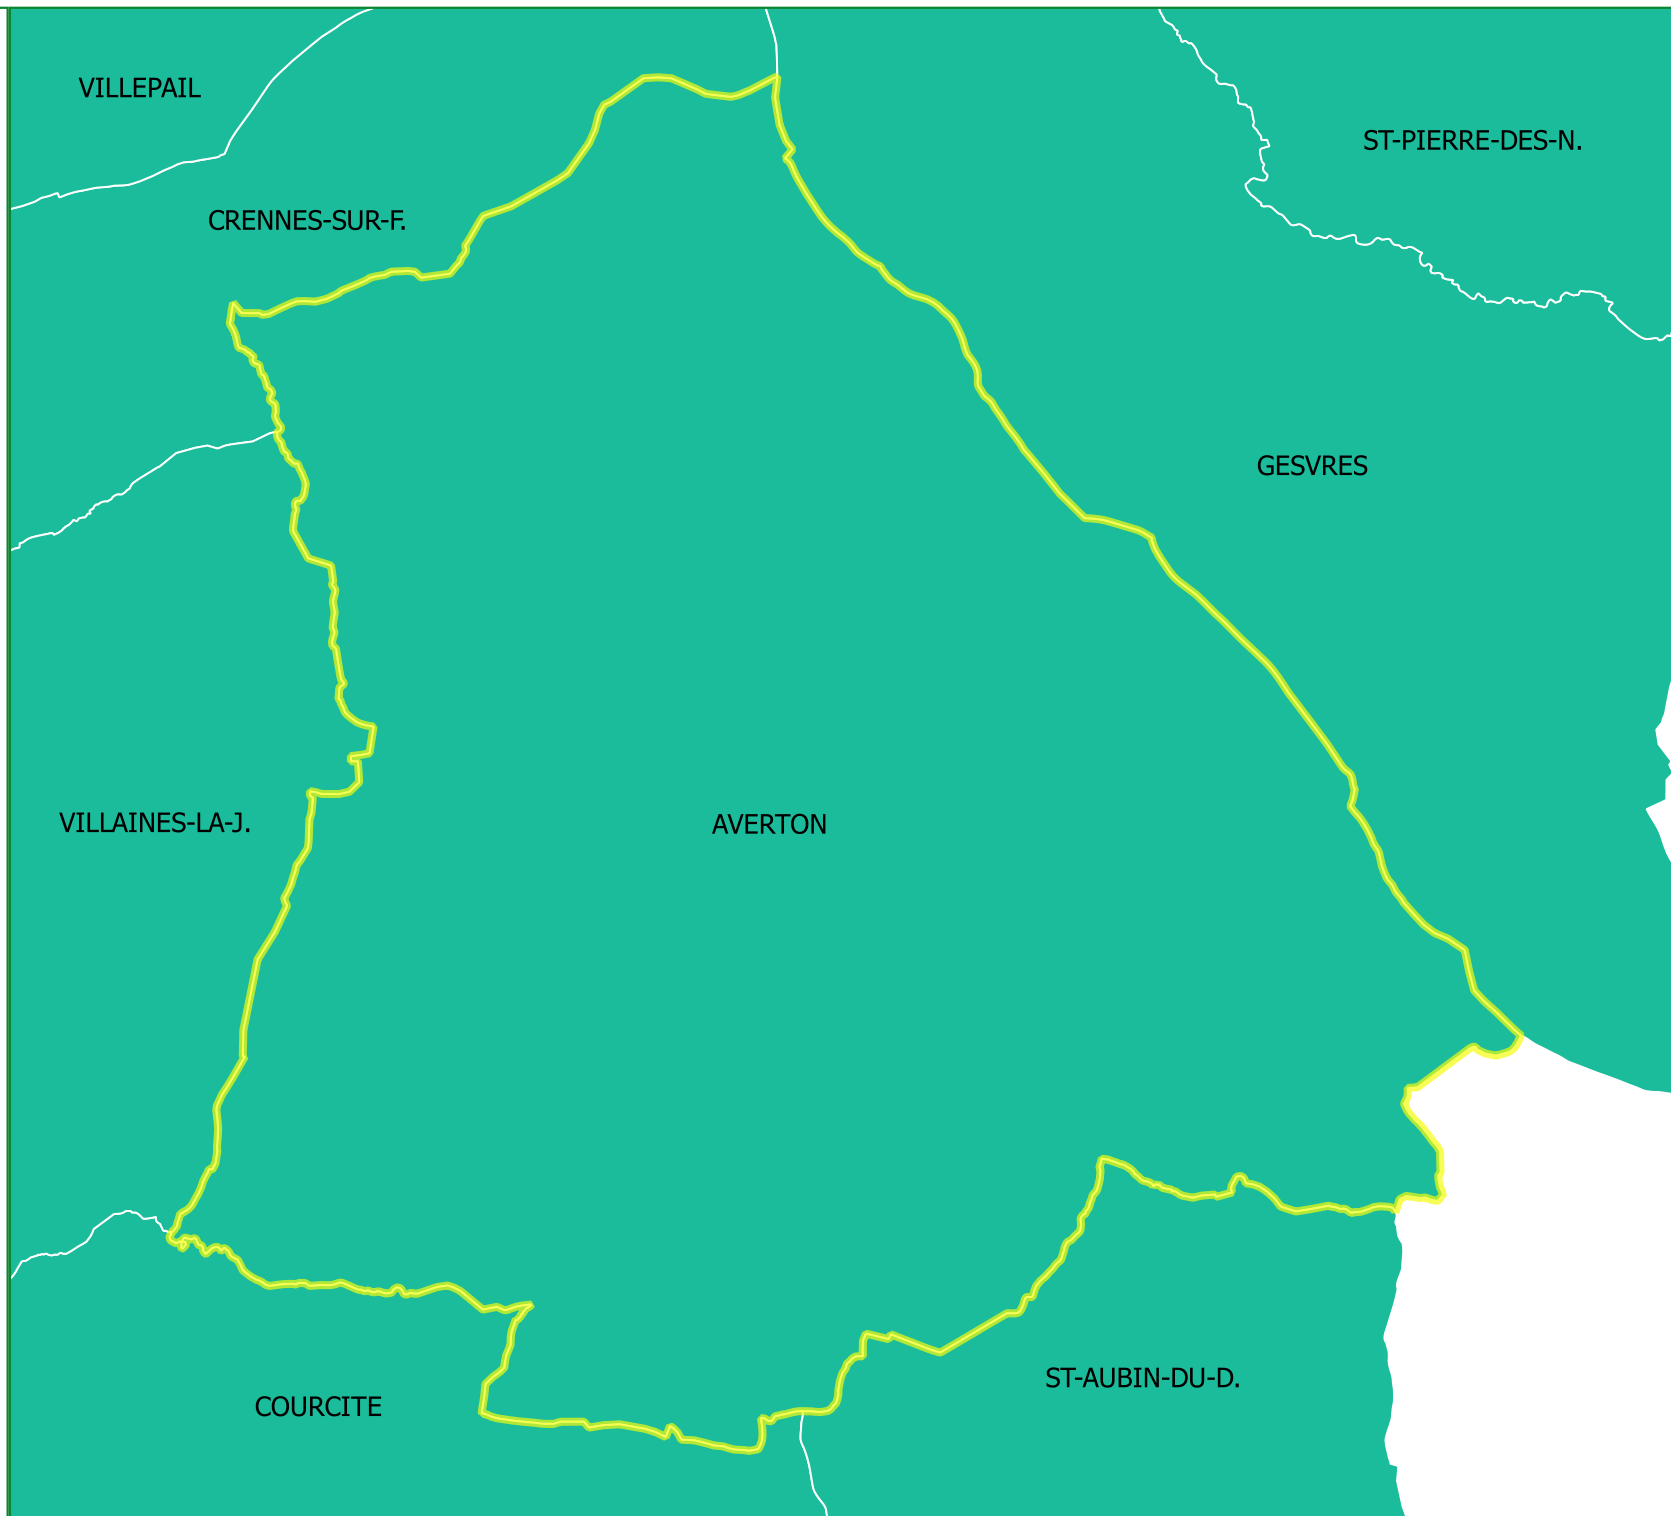 VILLEPAIL
ST-PIERRE-DES-N.
CRENNES-SUR-F.
GESVRES
VILLAINES-LA-J.
AVERTON
ST-AUBIN-DU-D.
COURCITE